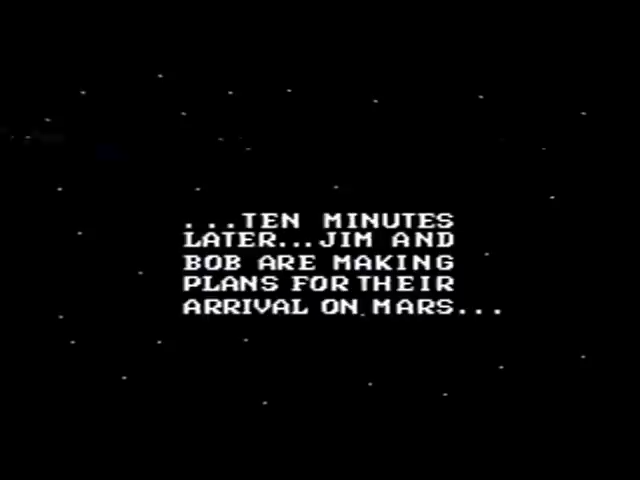 ...TEN MINUTES
LATER...JIM AND
BOB ARE MAKING
PLANS FOR THEIR
ARRIVAL ON MARS...